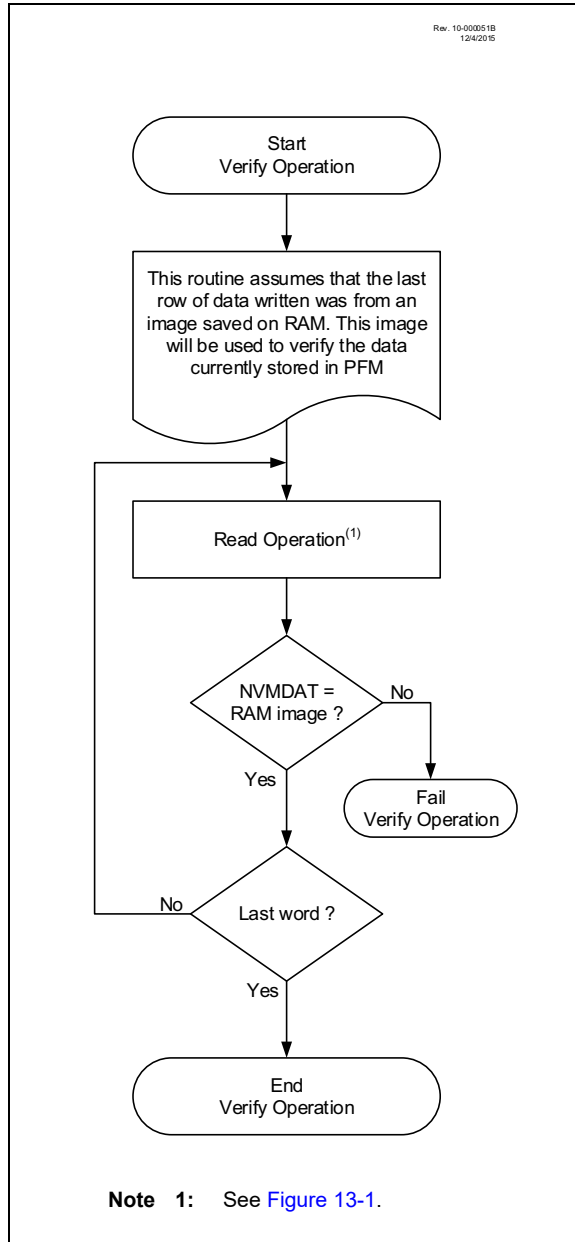 Rev. 10-000051B
12/4/2015
Start
Verify Operation
This routine assumes that the last
row of data written was from an
image saved on RAM. This image
will be used to verify the data
currently stored in PFM
Read Operation(1)
NVMDAT =
RAM image ?
No
Yes
Fail
Verify Operation
Last word ?
No
Yes
End
Verify Operation
Note 1: See Figure 13-1.